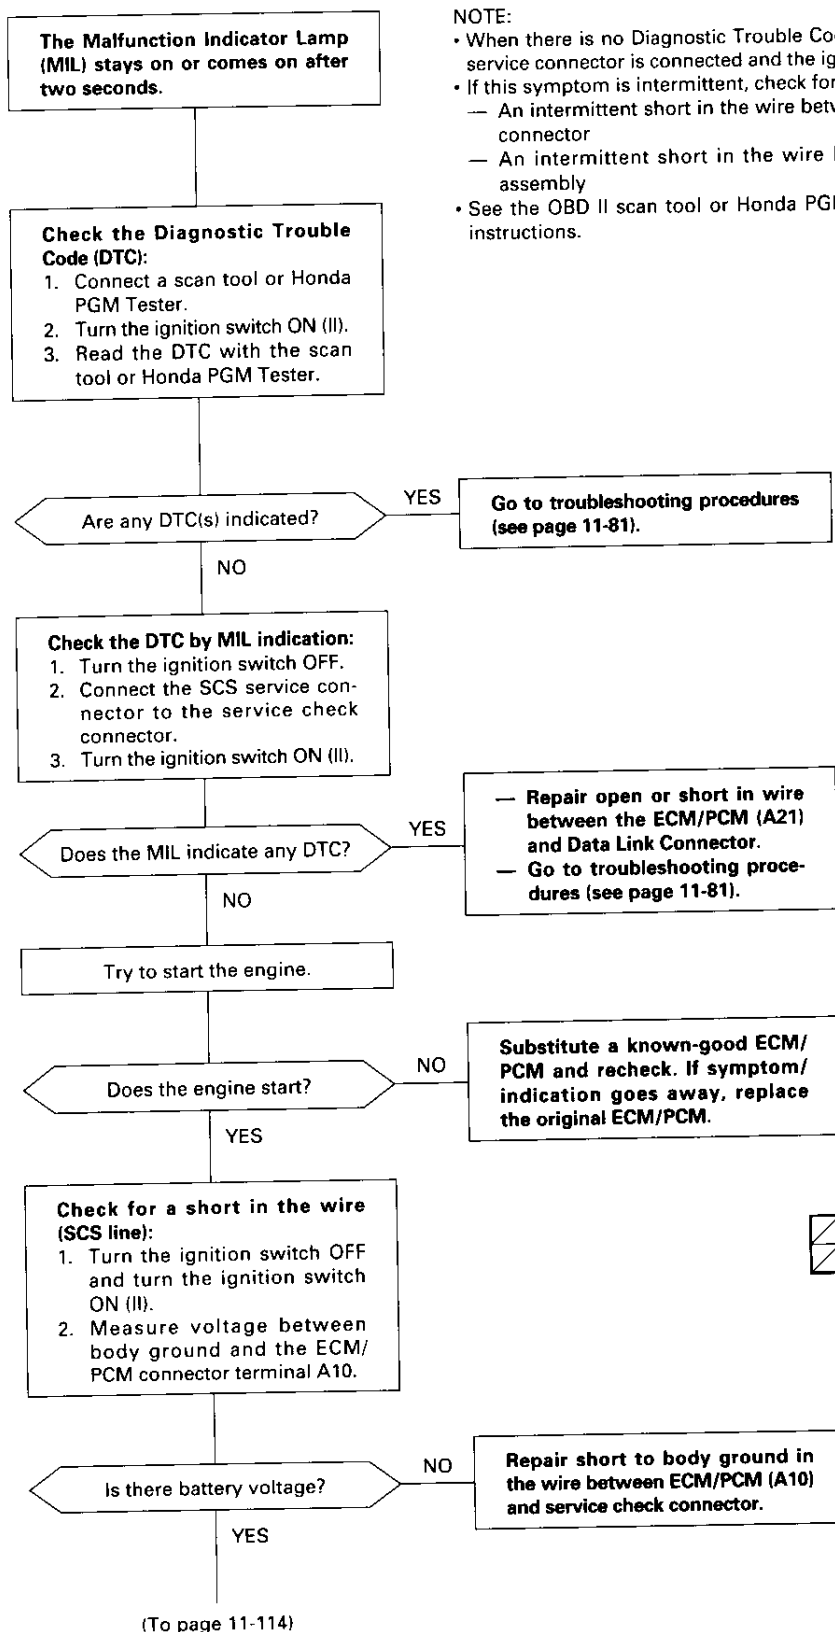 The Malfunction Indicator Lamp
(MIL) stays on or comes on after
two seconds.
NOTE:
• When there is no Diagnostic Trouble
service connector is connected and the
• If this symptom is intermittent, check for
— An intermittent short in the wire
connector
— An intermittent short in the wire
assembly
• See the OBD II scan tool or Honda
instructions.
Check the Diagnostic Trouble
Code (DTC):
1. Connect a scan tool or Honda
PGM Tester.
2. Turn the ignition switch ON (II).
3. Read the DTC with the scan
tool or Honda PGM Tester.
Are any DTC(s) indicated?
YES
Go to troubleshooting procedures
(see page 11-81).
NO
Check the DTC by MIL indication:
1. Turn the ignition switch OFF.
2. Connect the SCS service con-
nector to the service check
connector.
3. Turn the ignition switch ON (II).
Does the MIL indicate any DTC?
YES
— Repair open or short in wire
between the ECM/PCM (A21)
and Data Link Connector.
— Go to troubleshooting proce-
dures (see page 11-81).
NO
Try to start the engine.
Does the engine start?
NO
Substitute a known-good ECM/
PCM and recheck. If symptom/
indication goes away, replace
the original ECM/PCM.
YES
Check for a short in the wire
(SCS line):
1. Turn the ignition switch OFF
and turn the ignition switch
ON (II).
2. Measure voltage between
body ground and the ECM/
PCM connector terminal A10.
Is there battery voltage?
NO
Repair short to body ground in
the wire between ECM/PCM (A10)
and service check connector.
YES
(To page 11-114)